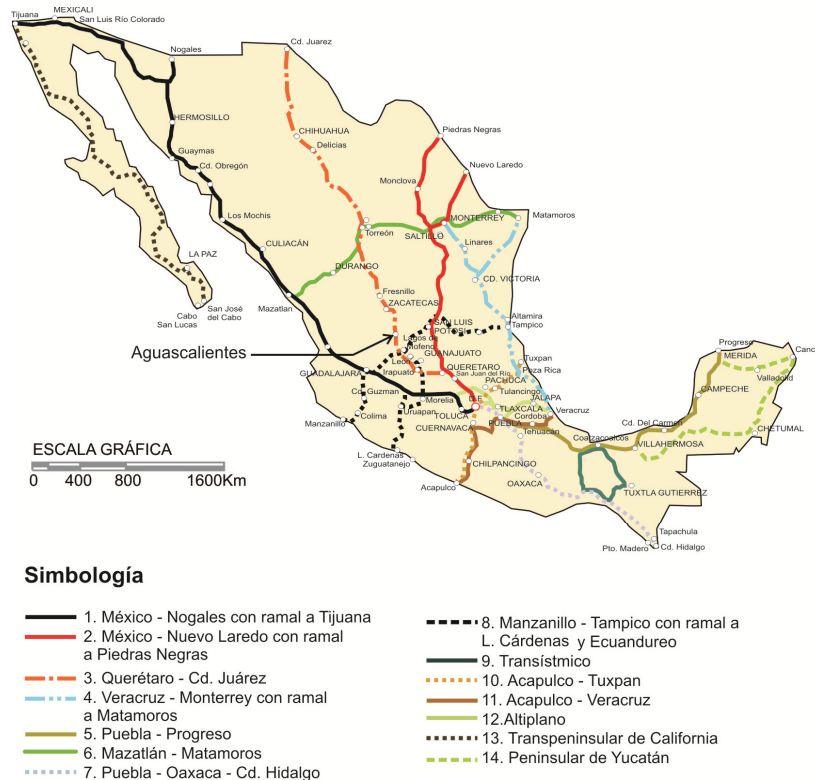 Tijuana
MEXICALI
San Luis Río Colorado
Nogales
Cd. Juarez
HERMOSILLO
CHIHUAHUA
Delicias
Piedras Negras
Guaymas
Cd. Obregón
Nuevo Laredo
Monclova
Los Mochis
Torreón
SALTILLO
MONTERREY
Matamoros
CULIACÁN
Linares
LA PAZ
DURANGO
CD. VICTORIA
Cabo
San Lucas
San José
del Cabo
Mazatlan
Fresnillo
ZACATECAS
Altamira
Tampico
SAN LUIS
POTOSI
Aguascalientes
Lagos de
Moreno
Leon
GUANAJUATO
Tuxtpan
Poza Rica
Progreso
MERIDA
Canc
GUADALAJARA
Irapuato
QUERETARO
San Juan del Río
PACHUCA
Tulancingo
Valladolid
Cd. Guzman
Morelia
D.F.
JALAPA
CAMPECHE
Manzanillo
Colima
Uruapan
TOLUCA
TLAXCALA
Veracruz
CUERNAVACA
PUEBLA
Cordoba
Tehuacán
Cd. Del Carmen
Coatzacoalcos
VILLAHERMOSA
CHETUMAL
L. Cardenas
Zuguatanejo
CHILPANCINGO
Acapulco
OAXACA
TUXTLA GUTIERREZ
Tapachula
Pto. Madero
Cd. Hidalgo
ESCALA GRÁFICA
0 400 800 1600Km
Simbología
1. México - Nogales con ramal a Tijuana
2. México - Nuevo Laredo con ramal
a Piedras Negras
3. Querétaro - Cd. Juárez
4. Veracruz - Monterrey con ramal
a Matamoros
5. Puebla - Progreso
6. Mazatlán - Matamoros
7. Puebla - Oaxaca - Cd. Hidalgo
8. Manzanillo - Tampico con ramal a
L. Cárdenas y Ecuandureo
9. Transístmico
10. Acapulco - Tuxpan
11. Acapulco - Veracruz
12.Altiplano
13. Transpeninsular de California
14. Peninsular de Yucatán